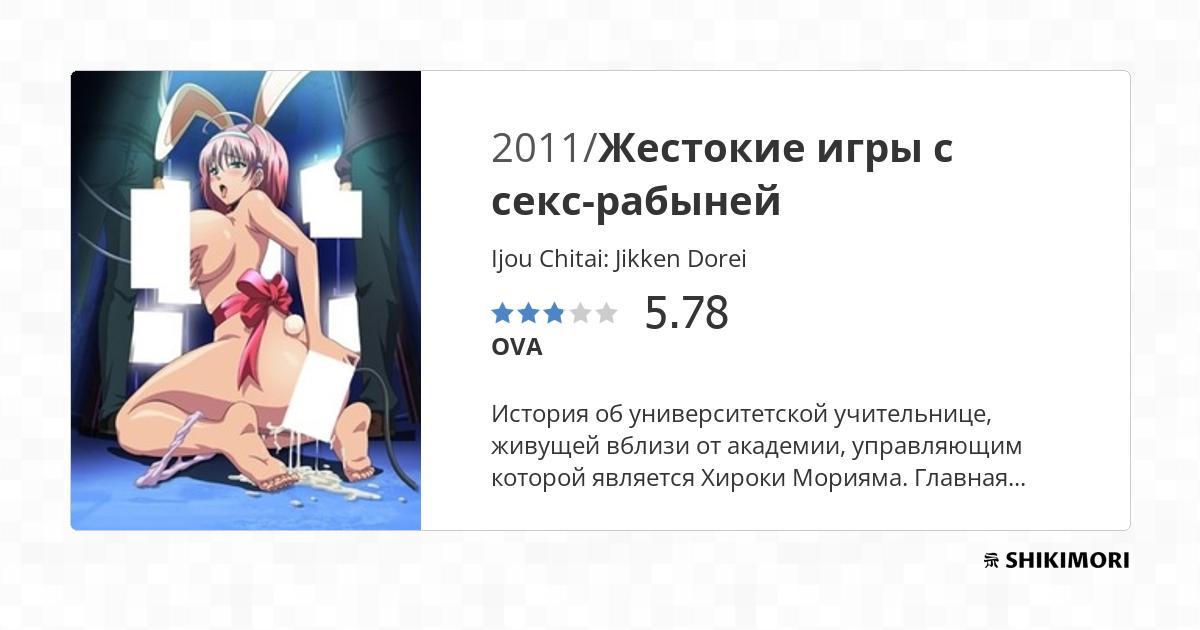 2011/Жестокие игры с
секс-рабыней
Ijou Chitai: Jikken Dorei
5.78
OVA
История об университетской учительнице,
живущей вблизи от академии, управляющим
которой является Хироки Морияма. Главная...
SHIKIMORI